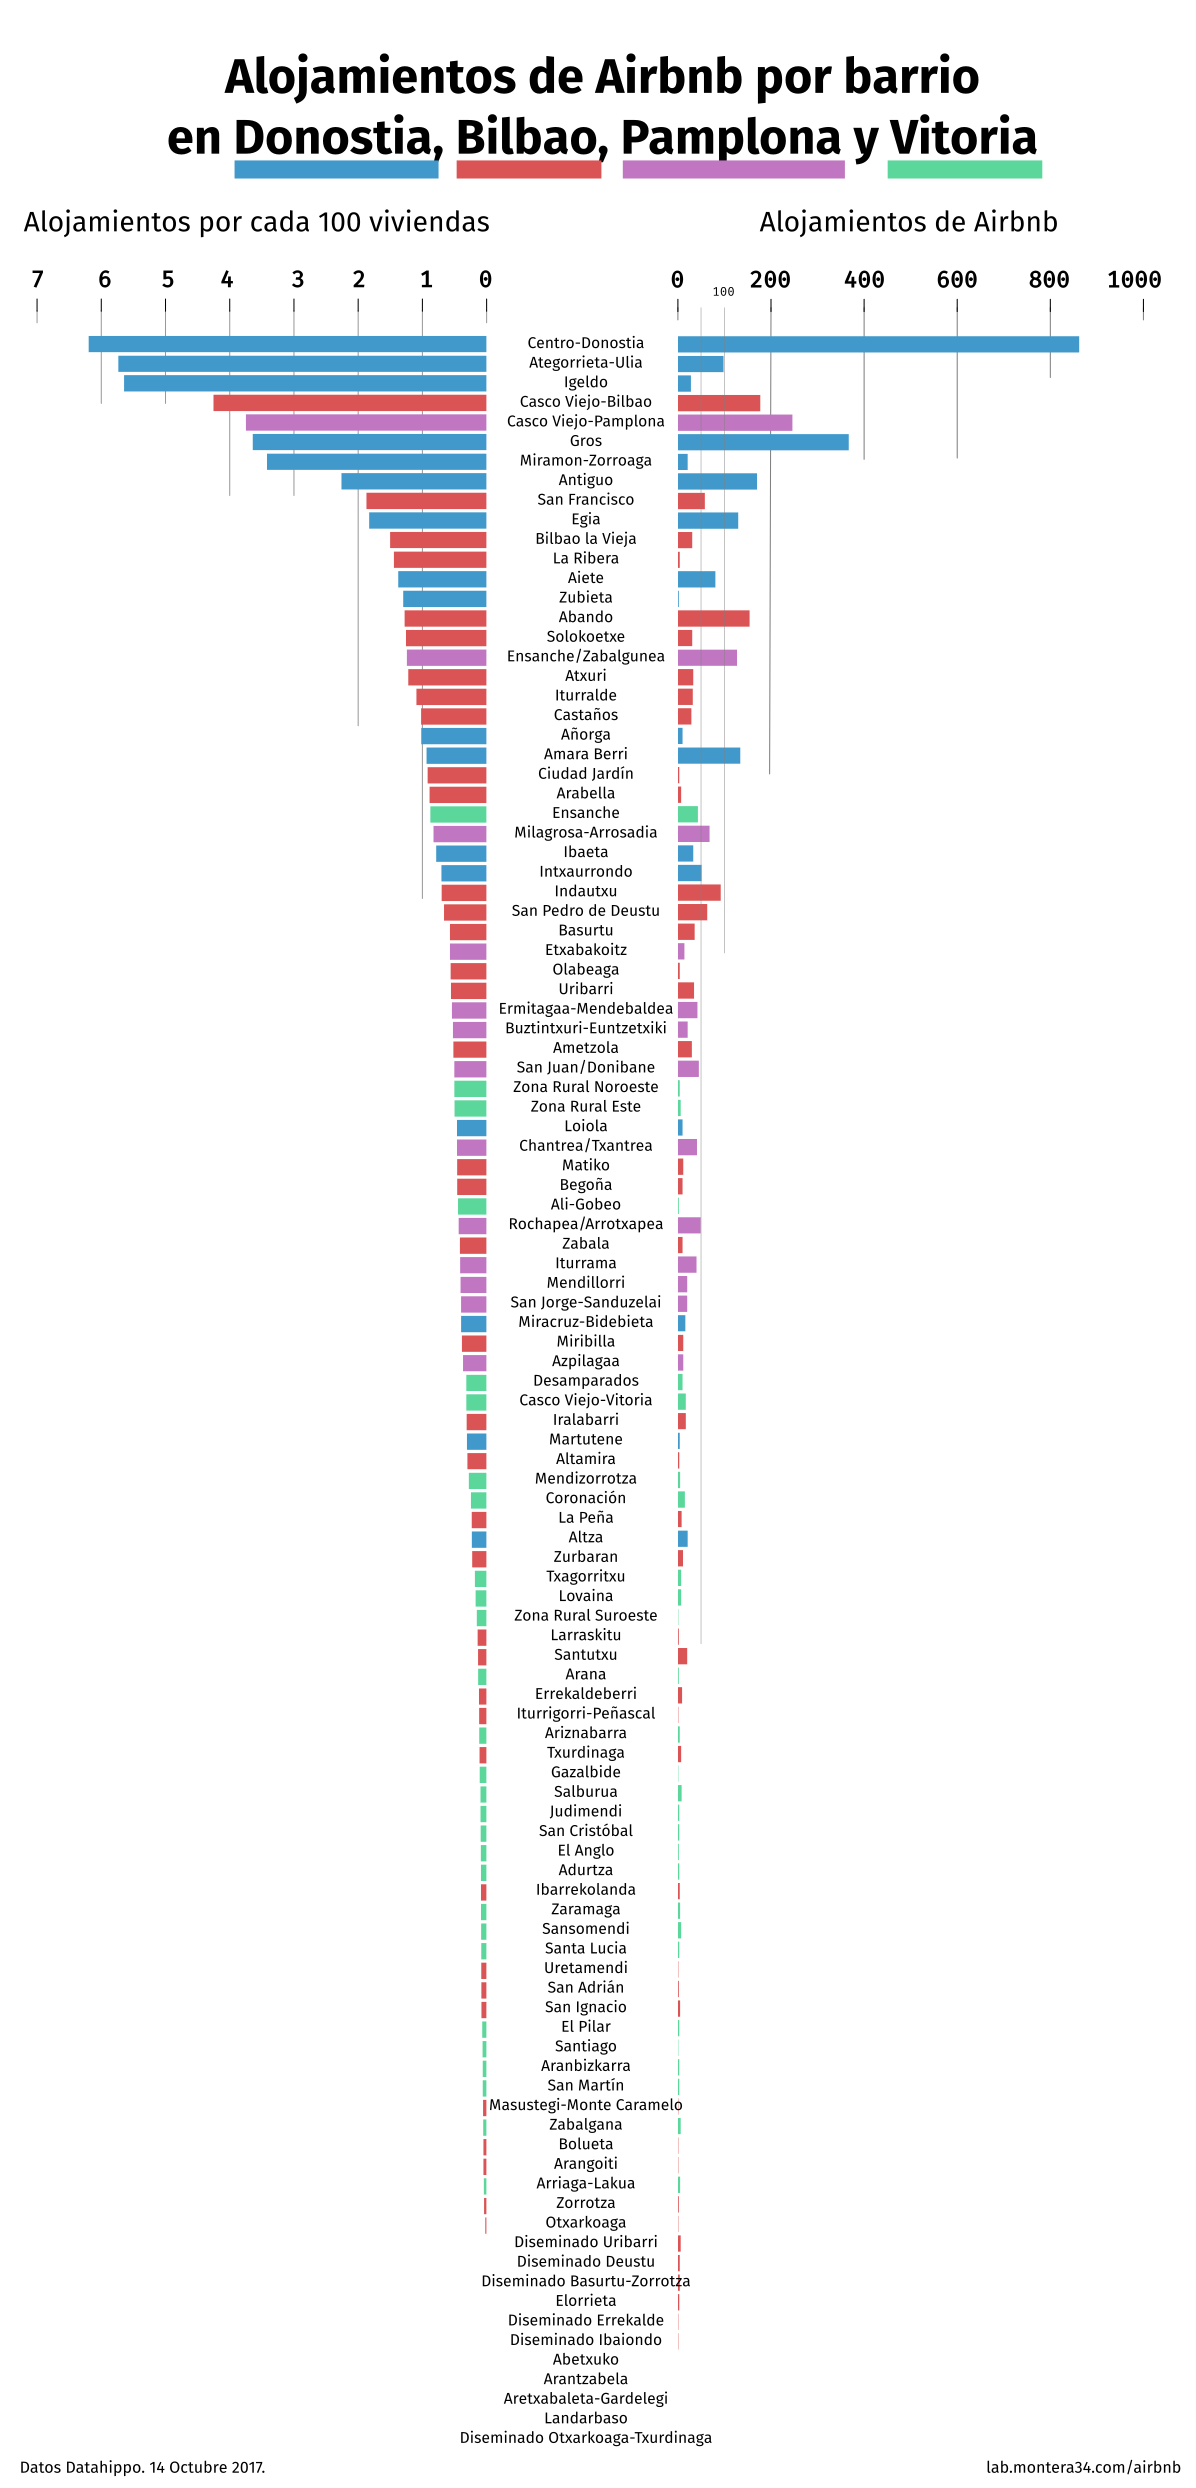 Alojamientos de Airbnb por barrio
en Donostia, Bilbao, Pamplona y Vitoria
Alojamientos por cada 100 viviendas
Alojamientos de Airbnb
7 6 5 4 3 2 1 0
0 200 400 600 800 1000
100
Centro-Donostia
Ategorrieta-Ulia
Igeldo
Casco Viejo-Bilbao
Casco Viejo-Pamplona
Gros
Miramon-Zorroaga
Antiguo
San Francisco
Egia
Bilbao la Vieja
La Ribera
Aiete
Zubieta
Abando
Solokoetxe
Ensanche/Zabalgunea
Atxuri
Iturralde
Castaños
Añorga
Amara Berri
Ciudad Jardín
Arabella
Ensanche
Milagrosa-Arrosadia
Ibaeta
Intxaurrondo
Indautxu
San Pedro de Deustu
Basurtu
Etxabakoitz
Olabeaga
Uribarri
Ermitagaa-Mendebaldea
Buztintxuri-Euntzetxiki
Ametzola
San Juan/Donibane
Zona Rural Noroeste
Zona Rural Este
Loiola
Chantrea/Txantrea
Matiko
Begoña
Ali-Gobeo
Rochapea/Arrotxapea
Zabala
Iturrama
Mendillorri
San Jorge-Sanduzelai
Miracruz-Bidebieta
Miribilla
Azpilagaa
Desamparados
Casco Viejo-Vitoria
Iralabarri
Martutene
Altamira
Mendizorrotza
Coronación
La Peña
Altza
Zurbaran
Txagorritxu
Lovaina
Zona Rural Suroeste
Larraskitu
Santutxu
Arana
Errekaldeberri
Iturrigorri-Peñascal
Ariznabarra
Txurdinaga
Gazalbide
Salburua
Judimendi
San Cristóbal
El Anglo
Adurtza
Ibarrekolanda
Zaramaga
Sansomendi
Santa Lucia
Uretamendi
San Adrián
San Ignacio
El Pilar
Santiago
Aranbizkarra
San Martín
Masustegi-Monte Caramelo
Zabalgana
Bolueta
Arangoiti
Arriaga-Lakua
Zorrotza
Otxarkoaga
Diseminado Uribarri
Diseminado Deustu
Diseminado Basurtu-Zorrotza
Elorrieta
Diseminado Errekalde
Diseminado Ibaiondo
Abetxuko
Arantzabela
Aretxabaleta-Gardelegi
Landarbaso
Diseminado Otxarkoaga-Txurdinaga
Datos Datahippo. 14 Octubre 2017.
lab.montera34.com/airbnb